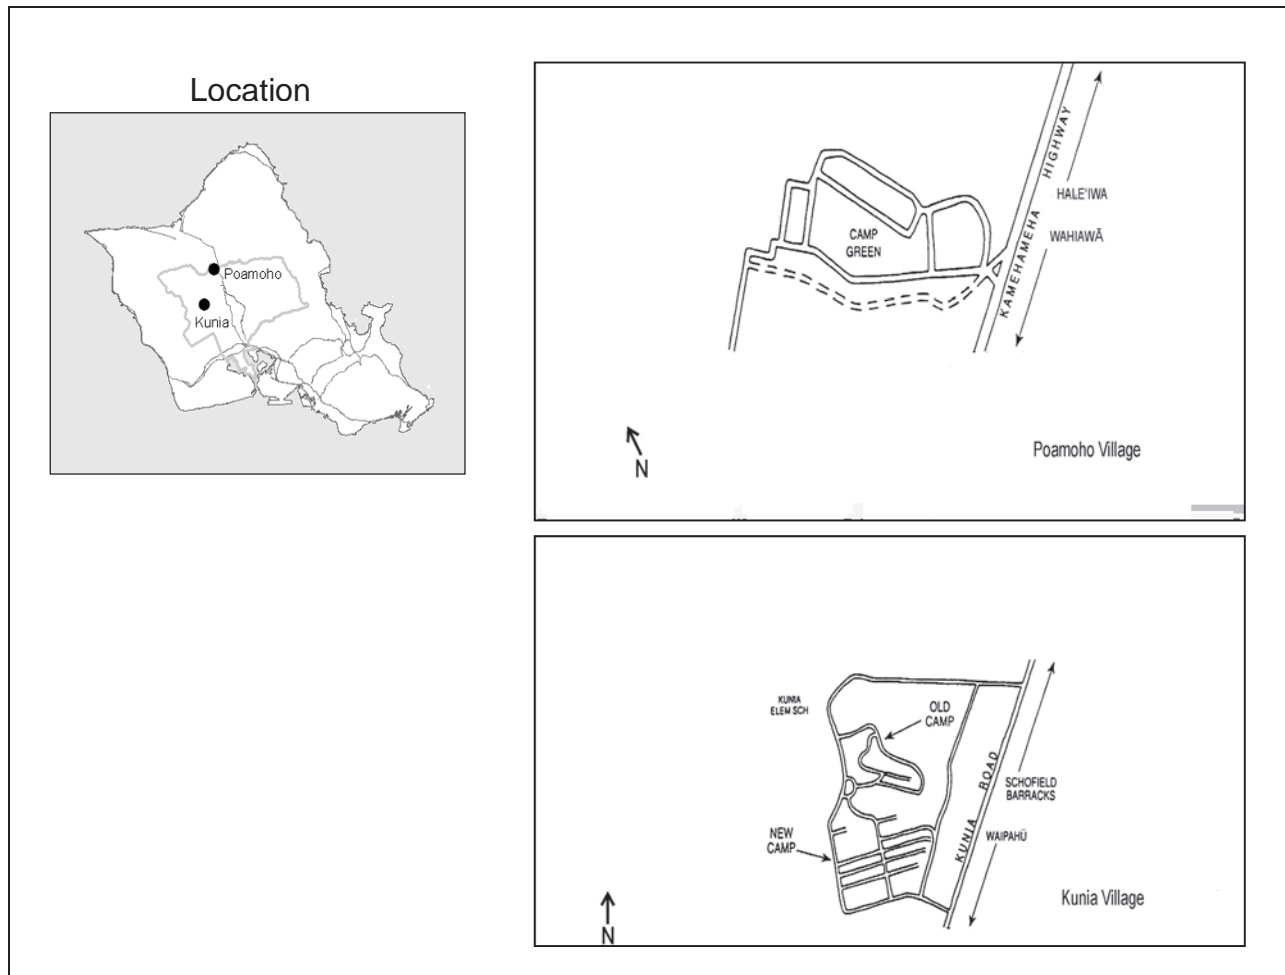 Location
Poamoho
Kunia
KAMEHAMEHA HIGHWAY
HALE'IWA
WAHIAWĀ
CAMP
GREEN
N
Poamoho Village
KUNIA
ELEM SCH
OLD
CAMP
KUNIA ROAD
SCHOFIELD
BARRACKS
WAIPAHŪ
NEW
CAMP
N
Kunia Village